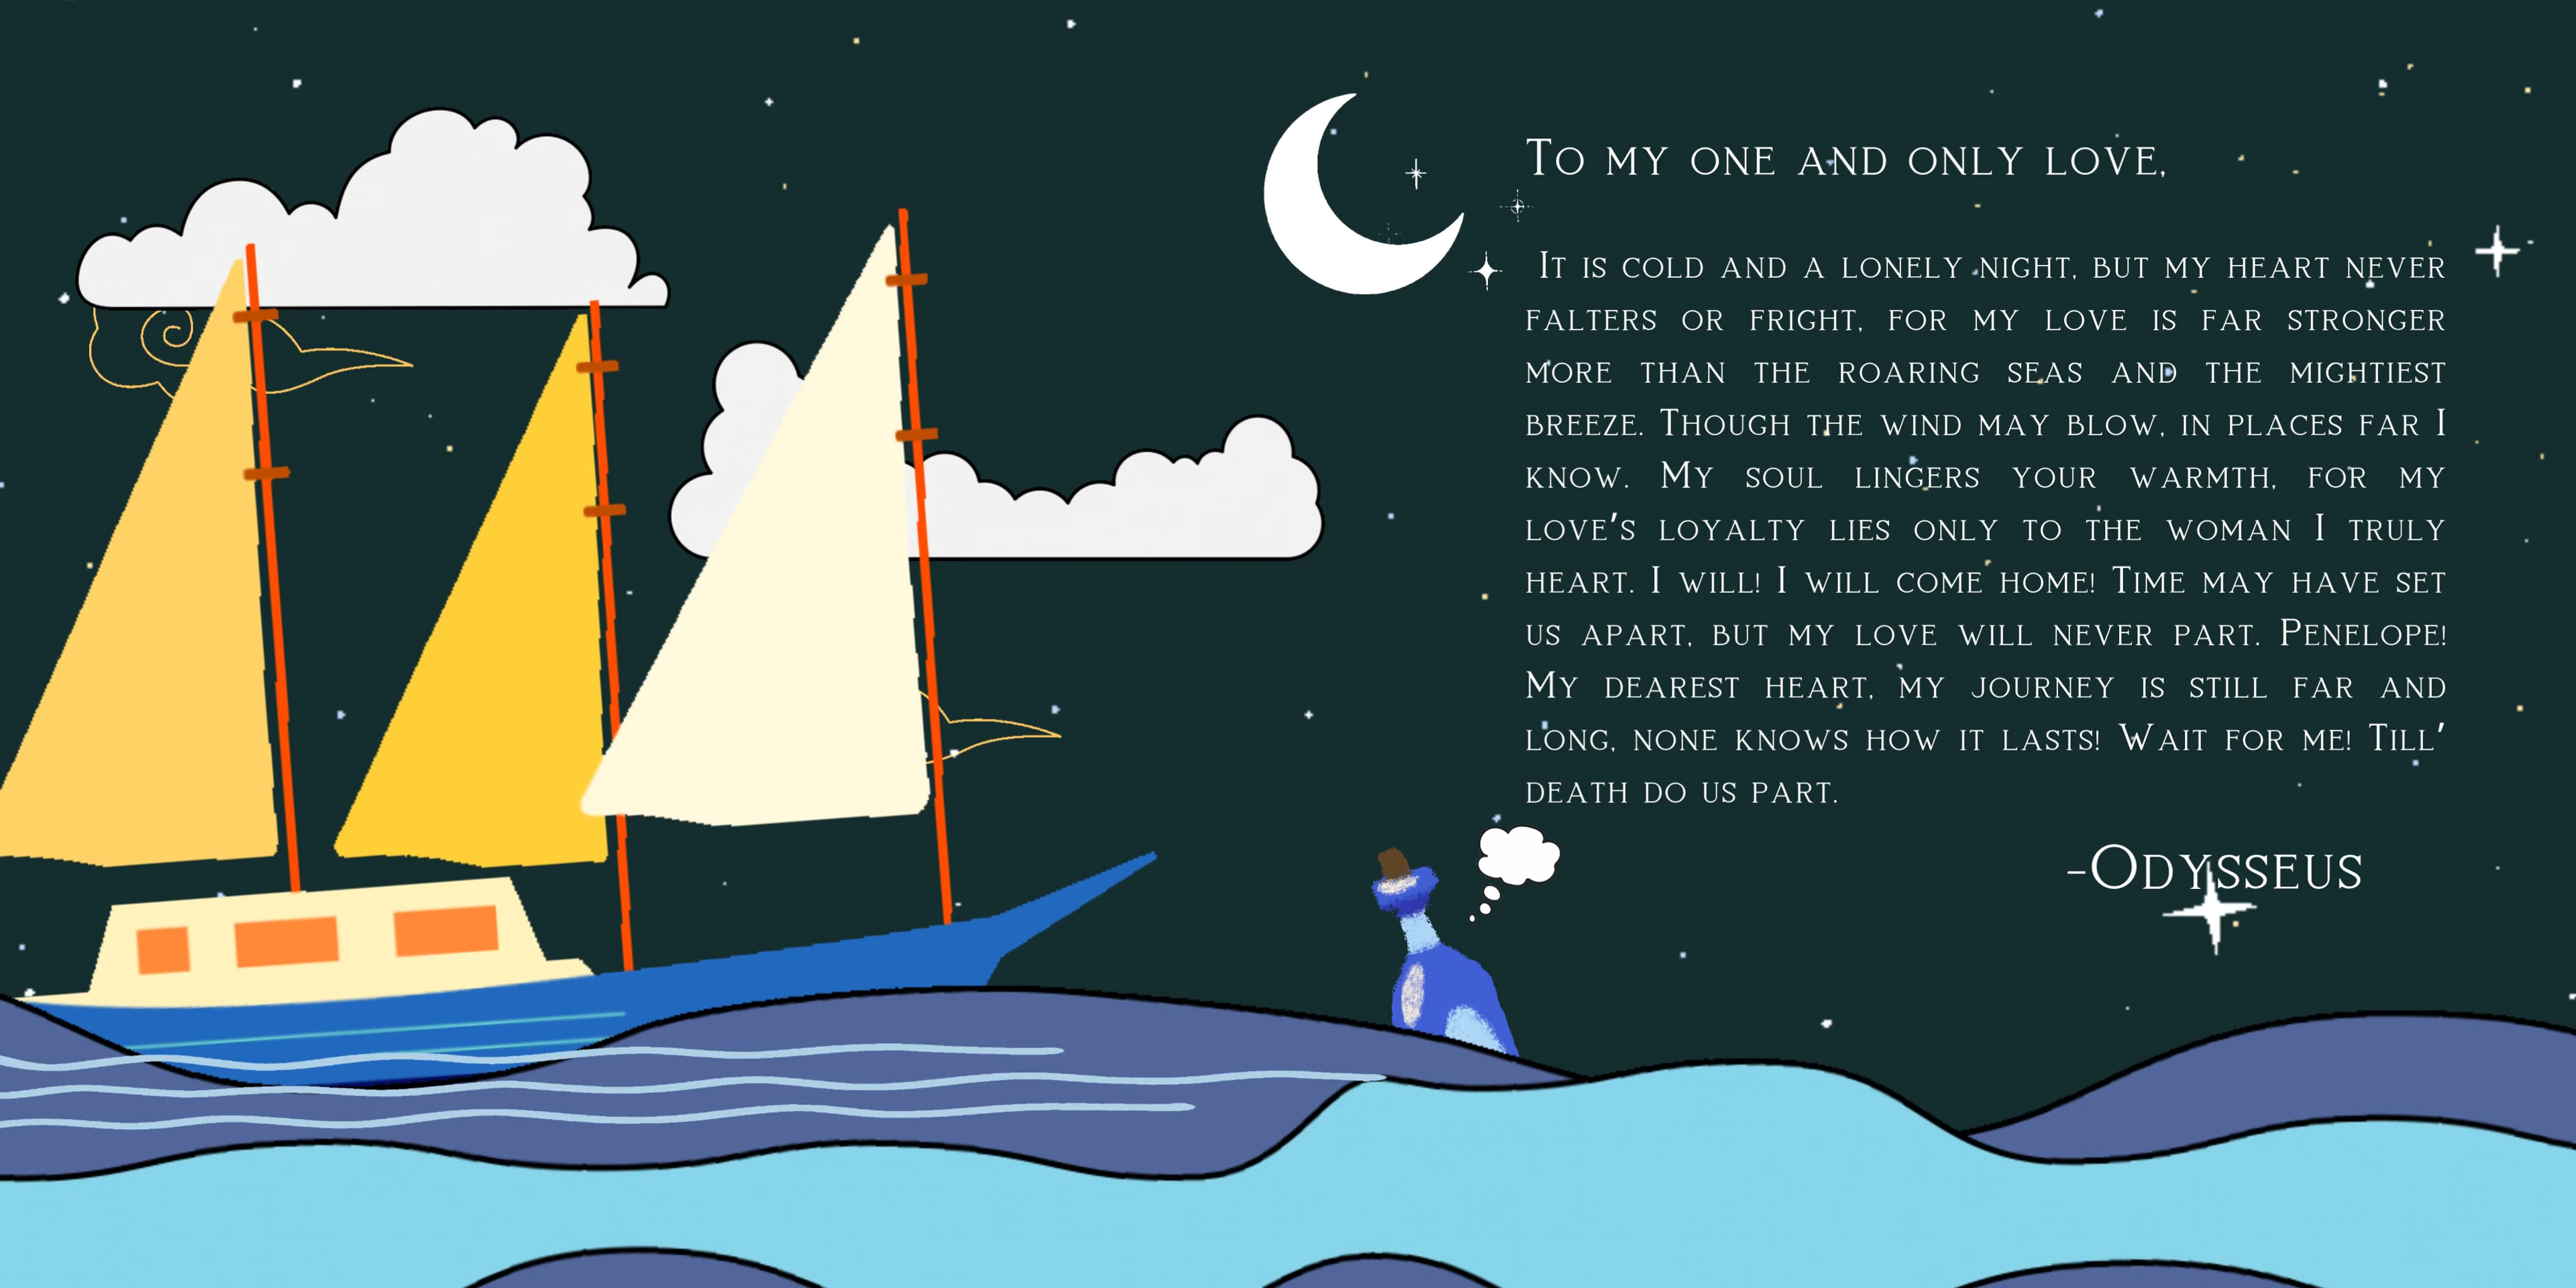 To my one and only love,
It is cold and a lonely night, but my heart never
falters or fright, for my love is far stronger
more than the roaring seas and the mightiest
breeze. Though the wind may blow, in places far I
know. My soul lingers your warmth, for my
love's loyalty lies only to the woman I truly
heart. I will! I will come home! Time may have set
us apart, but my love will never part. Penelope!
My dearest heart, my journey is still far and
long, none knows how it lasts! Wait for me! Till'
death do us part.
-Odysseus